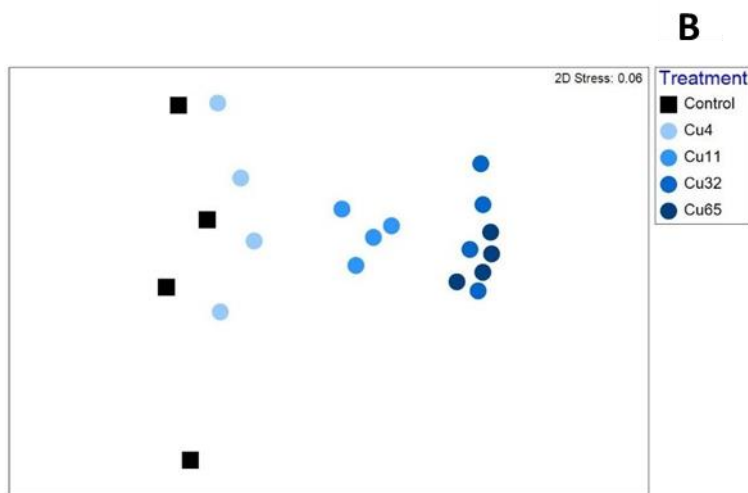 B
2D Stress: 0.06
Treatment
Control
Cu4
Cu11
Cu32
Cu65